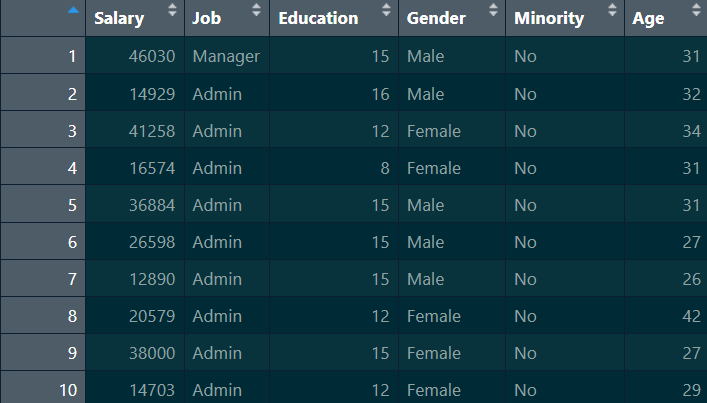 Salary Job Education Gender Minority Age
1 46030 Manager 15 Male No 31
2 14929 Admin 16 Male No 32
3 41258 Admin 12 Female No 34
4 16574 Admin 8 Female No 31
5 36884 Admin 15 Male No 31
6 26598 Admin 15 Male No 27
7 12890 Admin 15 Male No 26
8 20579 Admin 12 Female No 42
9 38000 Admin 15 Female No 27
10 14703 Admin 12 Female No 29